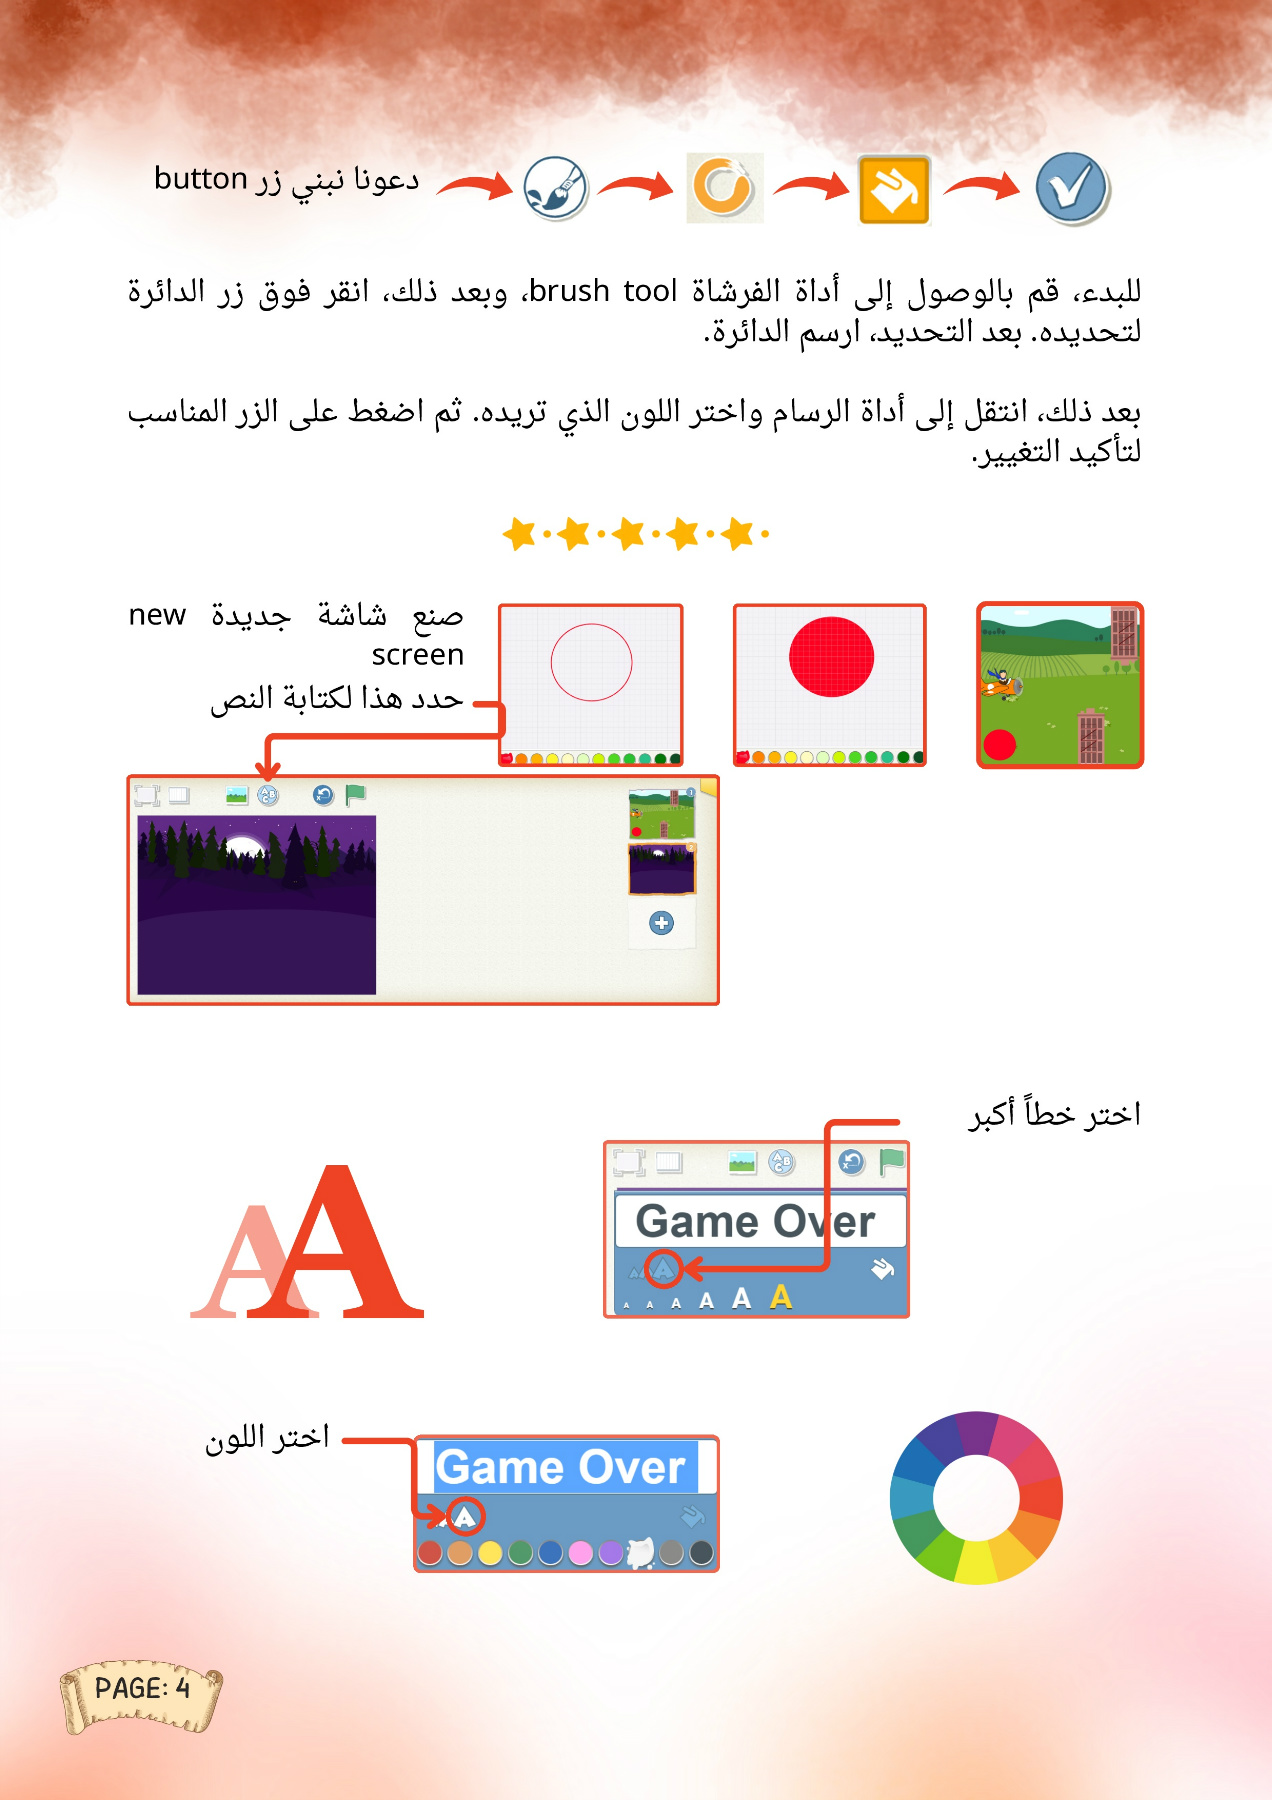 دعونا نبني زر button
للبدء، قم بالوصول إلى أداة الفرشاة brush tool، وبعد ذلك، انقر فوق زر الدائرة
لتحديده. بعد التحديد، ارسم الدائرة.
بعد ذلك، انتقل إلى أداة الرسام واختر اللون الذي تريده. ثم اضغط على الزر المناسب
لتأكيد التغيير.
صنع شاشة جديدة new
screen
حدد هذا لكتابة النص
اختر خطاً أكبر
Game Over
A A A A A A
AA
اختر اللون
Game Over
PAGE: 4